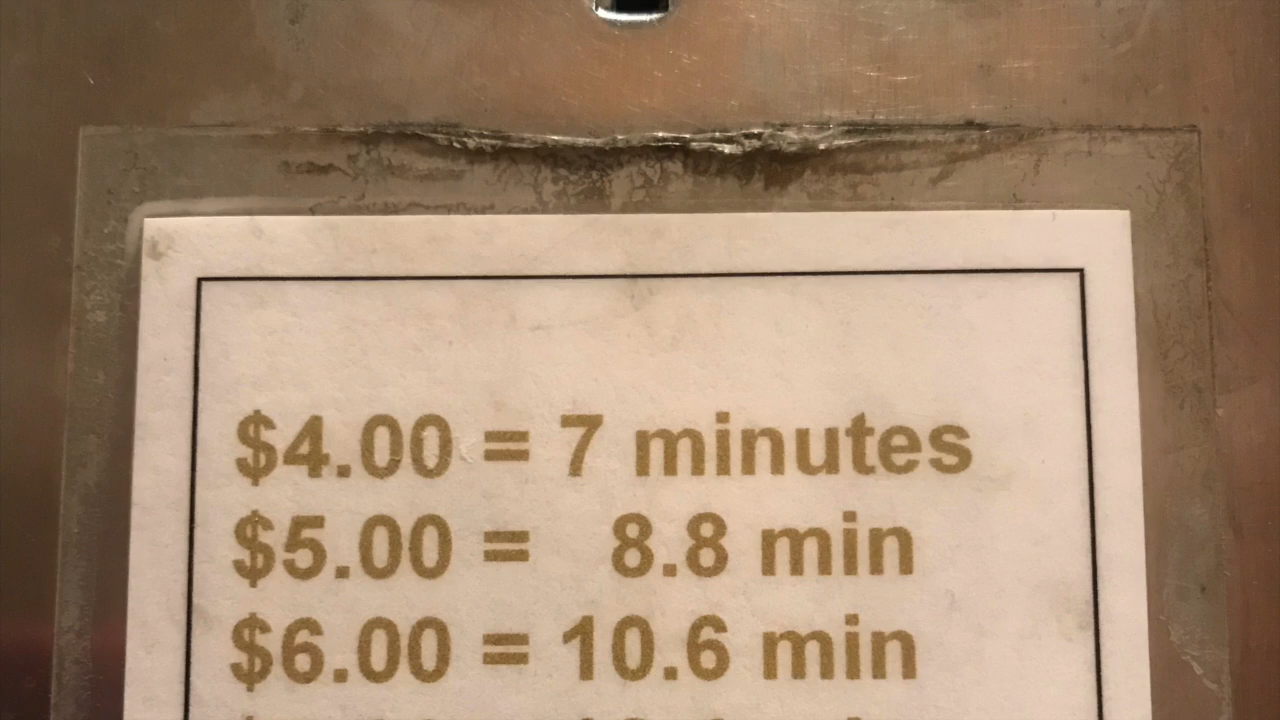 $4.00 = 7 minutes
$5.00 = 8.8 min
$6.00 = 10.6 min